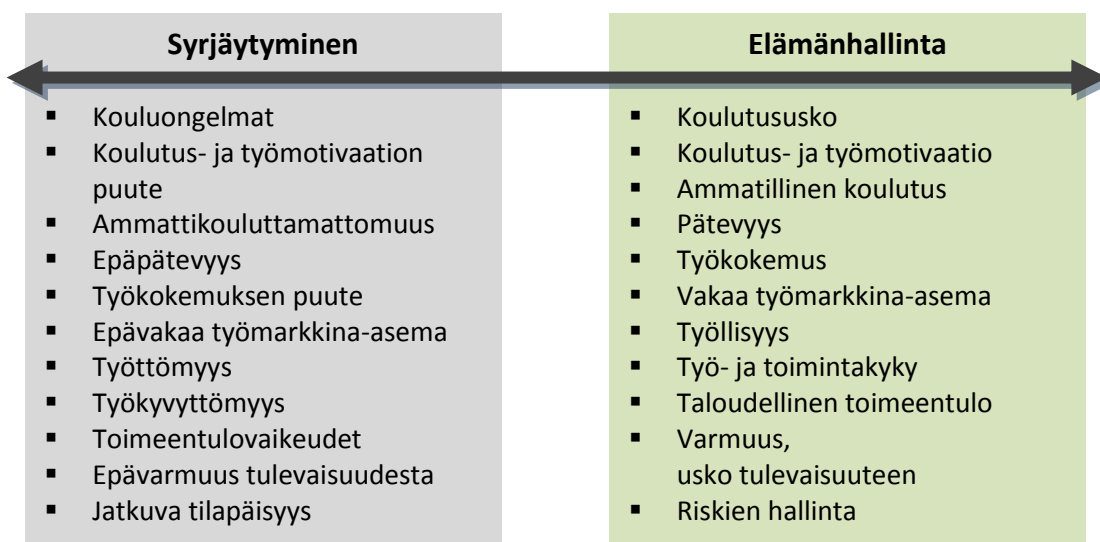 Syrjäytyminen
▪ Kouluongelmat
▪ Koulutus- ja työmotivaation
puute
▪ Ammattikouluttamattomuus
▪ Epäpätevyys
▪ Työkokemuksen puute
▪ Epävakaa työmarkkina-asema
▪ Työttömyys
▪ Työkyvyttömyys
▪ Toimeentulovaikeudet
▪ Epävarmuus tulevaisuudesta
▪ Jatkuva tilapäisyys
Elämänhallinta
▪ Koulutususko
▪ Koulutus- ja työmotivaatio
▪ Ammatillinen koulutus
▪ Pätevyys
▪ Työkokemus
▪ Vakaa työmarkkina-asema
▪ Työllisyys
▪ Työ- ja toimintakyky
▪ Taloudellinen toimeentulo
▪ Varmuus,
usko tulevaisuuteen
▪ Riskien hallinta